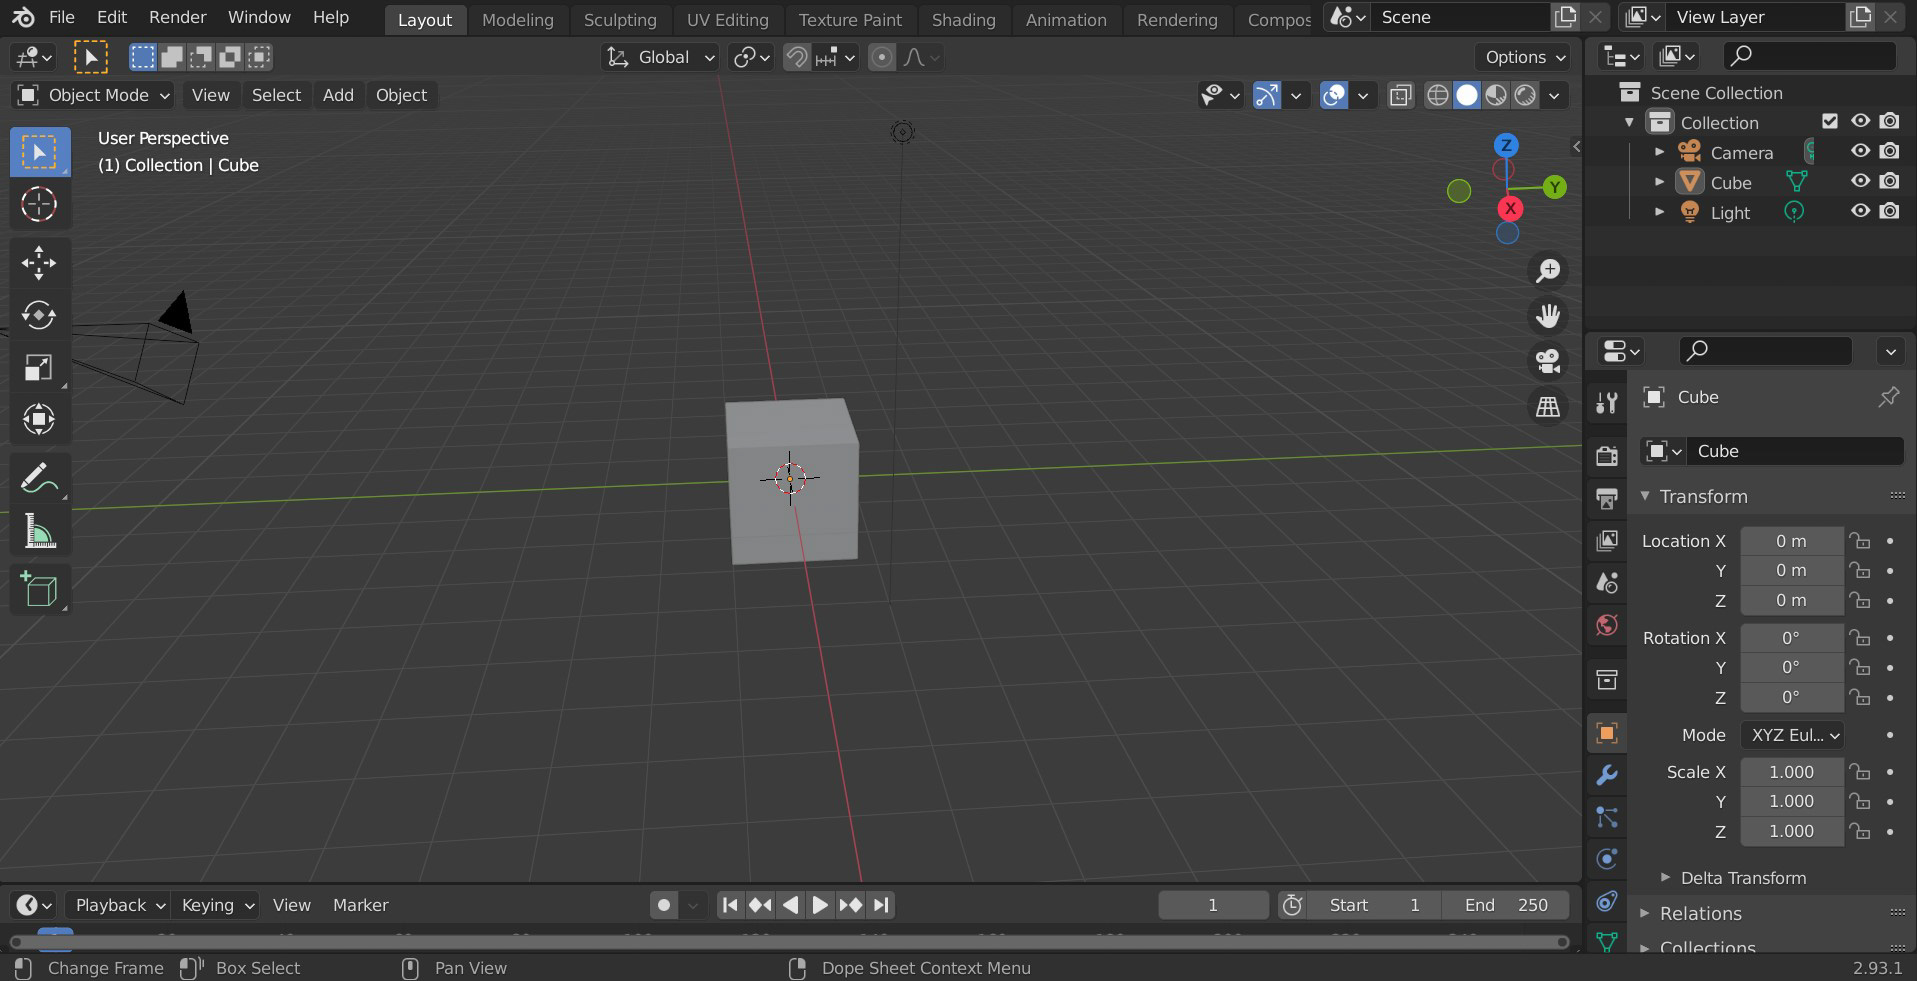 File Edit Render Window Help Layout Modeling Sculpting UV Editing Texture Paint Shading Animation Rendering Compos Scene View Layer
Global Options
Object Mode View Select Add Object
User Perspective
(1) Collection | Cube
Z
Y
X
Scene Collection
Collection
Camera
Cube
Light
Cube
Cube
Transform
Location X 0 m
Y 0 m
Z 0 m
Rotation X 0°
Y 0°
Z 0°
Mode XYZ Eul...
Scale X 1.000
Y 1.000
Z 1.000
Delta Transform
Relations
Collections
Playback Keying View Marker 1 Start 1 End 250
Change Frame Box Select Pan View Dope Sheet Context Menu 2.93.1